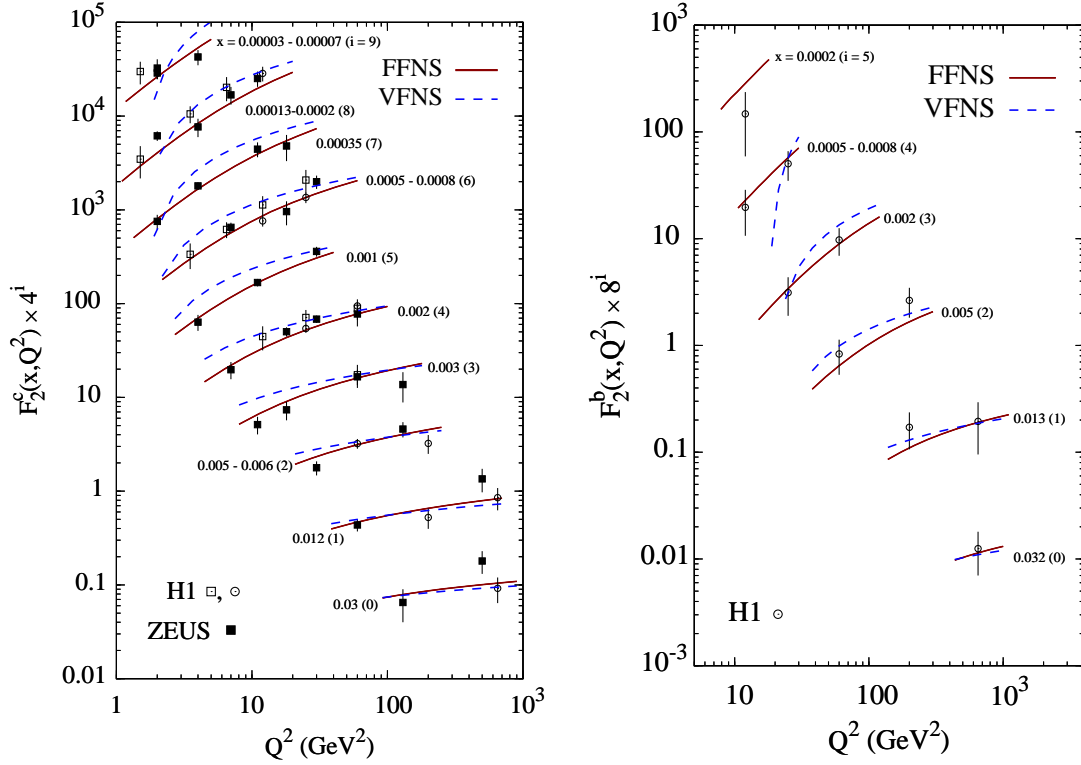 10^5
10^4
10^3
100
10
1
0.1
0.01
1
10
100
10^3
F_2^c(x,Q^2) × 4^i
Q^2 (GeV^2)
x = 0.00003 - 0.00007 (i = 9)
FFNS
VFNS
0.00013-0.0002 (8)
0.00035 (7)
0.0005 - 0.0008 (6)
0.001 (5)
0.002 (4)
0.003 (3)
0.005 - 0.006 (2)
0.012 (1)
0.03 (0)
H1 ,
ZEUS
10^3
100
10
1
0.1
0.01
10^-3
10
100
10^3
F_2^b(x,Q^2) × 8^i
Q^2 (GeV^2)
x = 0.0002 (i = 5)
FFNS
VFNS
0.0005 - 0.0008 (4)
0.002 (3)
0.005 (2)
0.013 (1)
0.032 (0)
H1